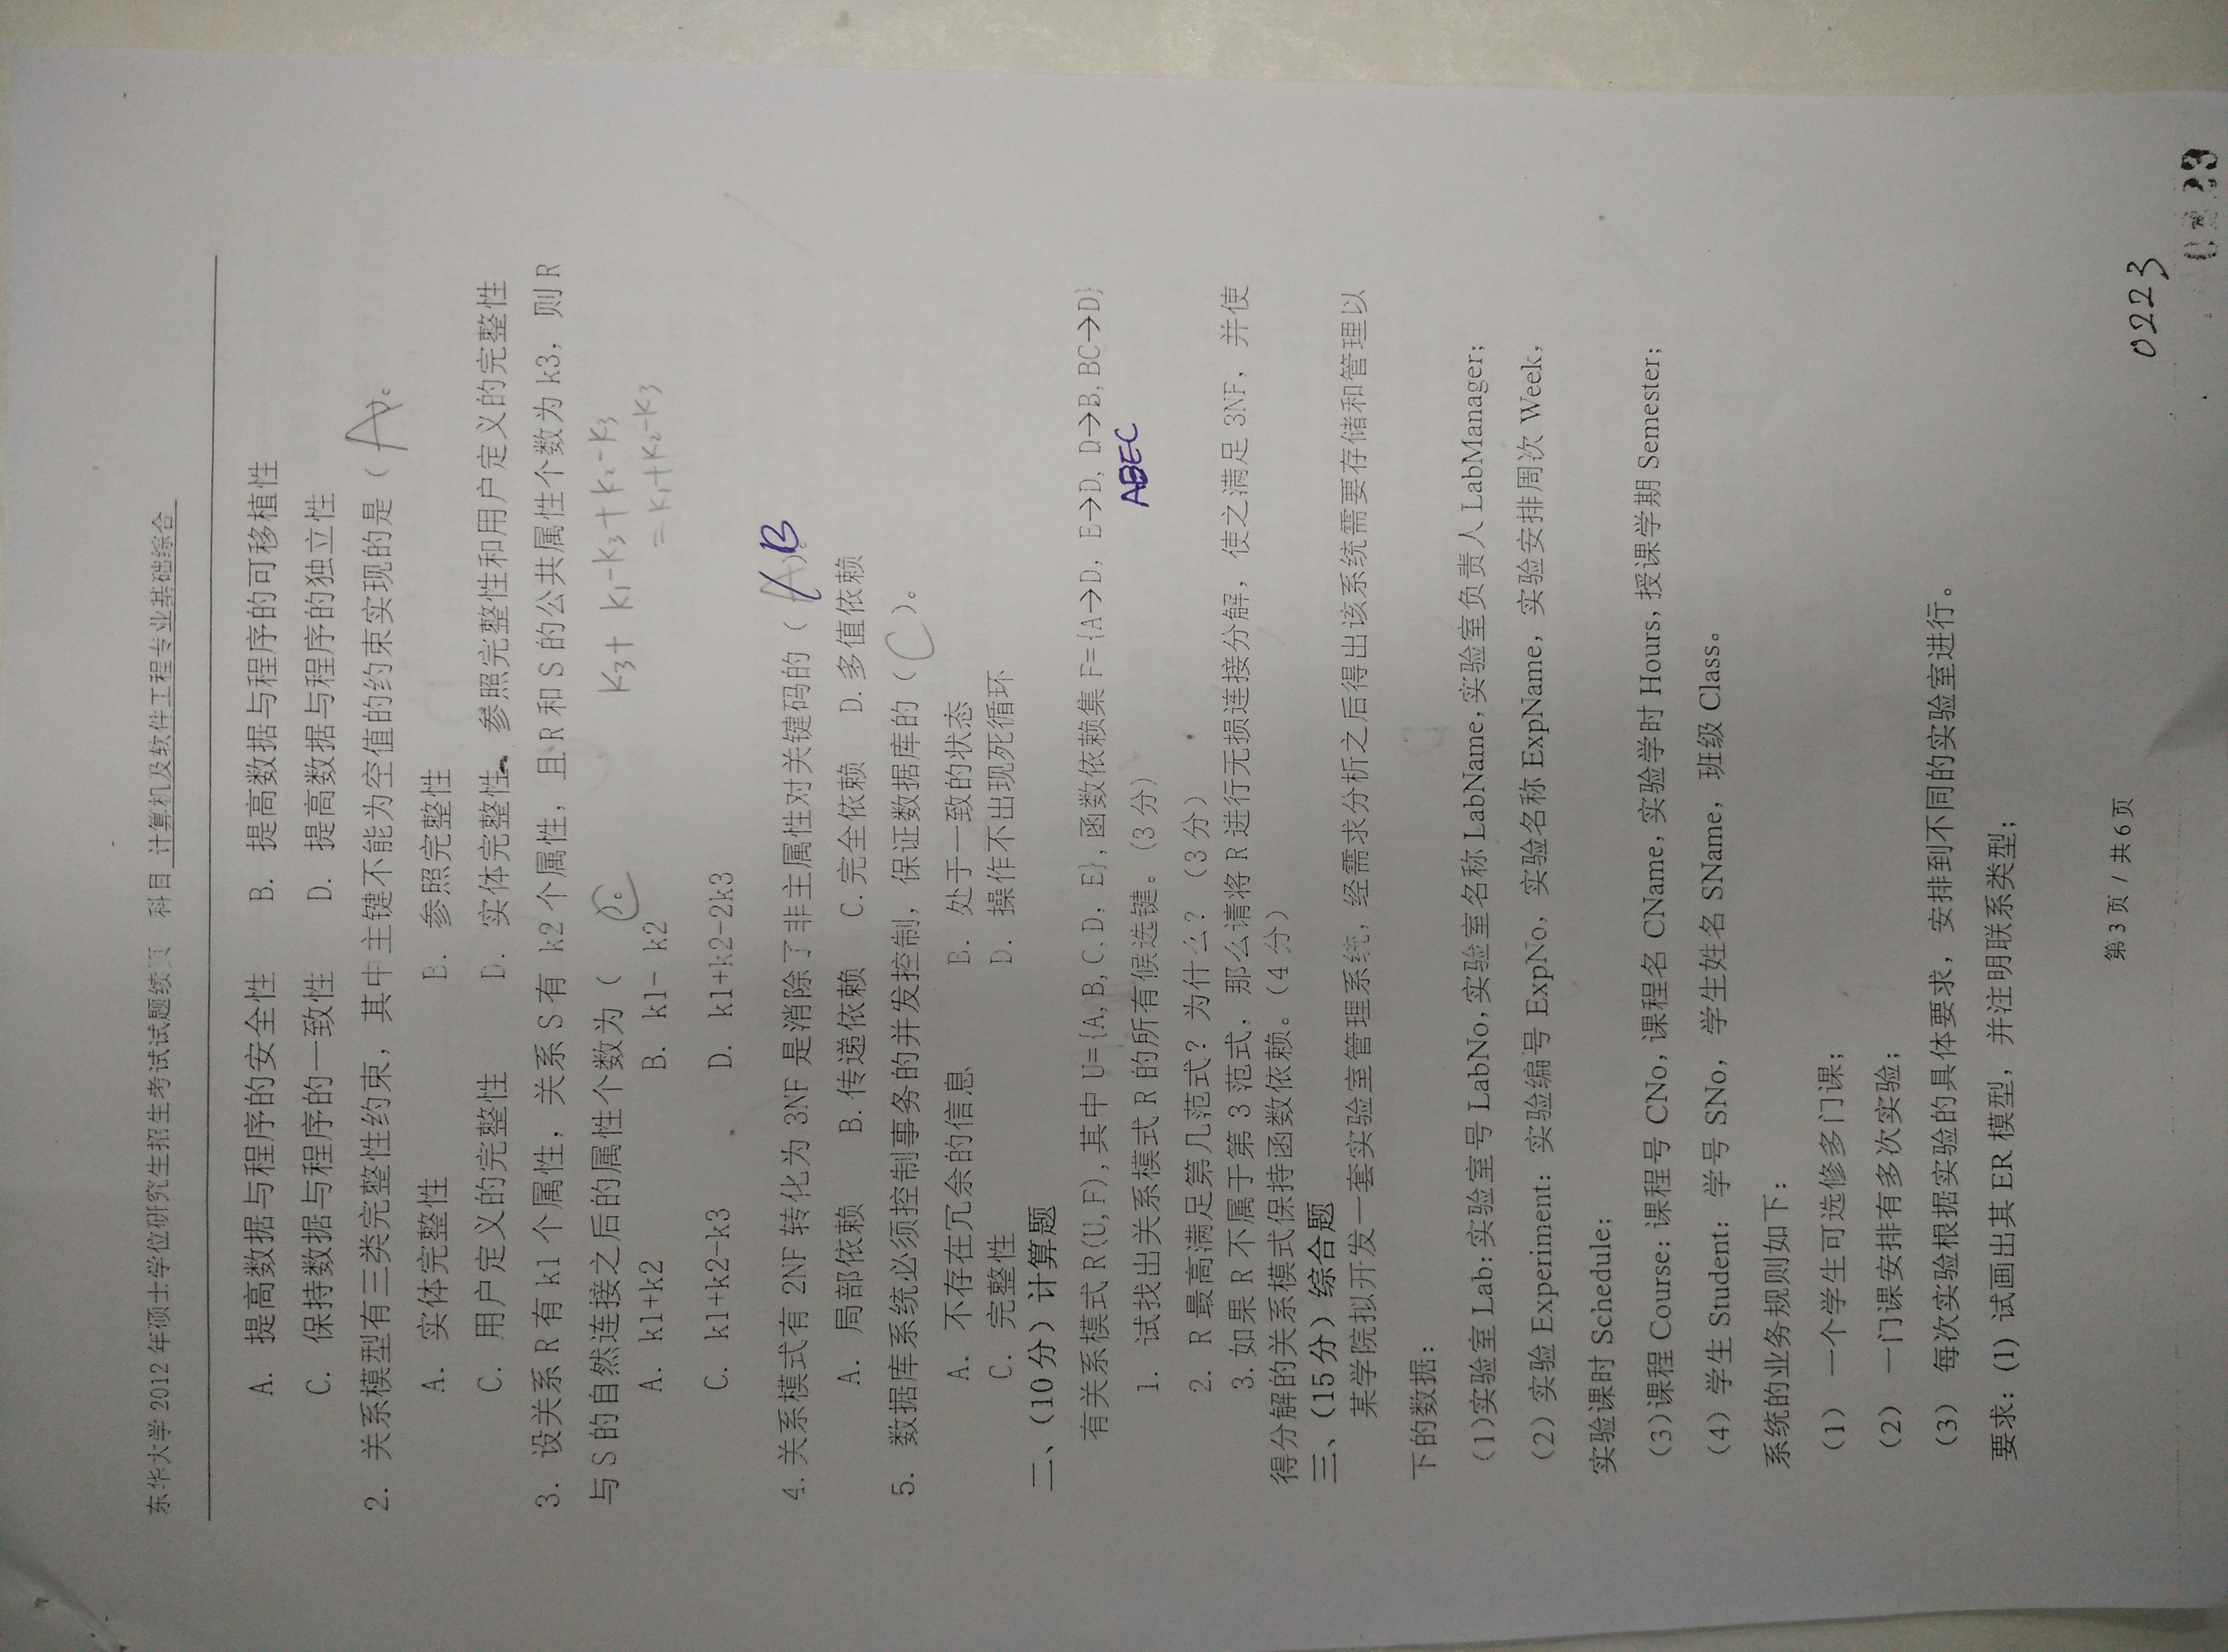 东华大学 2012 年硕士学位研究生招生考试试题续页 科目 计算机及软件工程专业基础综合
A. 提高数据与程序的安全性 B. 提高数据与程序的可移植性
C. 保持数据与程序的一致性 D. 提高数据与程序的独立性
2. 关系模型有三类完整性约束，其中主键不能为空值的约束实现的是（A）。
A. 实体完整性 B. 参照完整性
C. 用户定义的完整性 D. 实体完整性、参照完整性和用户定义的完整性
3. 设关系 R 有 k1 个属性，关系 S 有 k2 个属性，且 R 和 S 的公共属性个数为 k3，则 R
与 S 的自然连接之后的属性个数为（C）。
K3+ K1-K3+K2-K3
=K1+K2-K3
A. k1+k2 B. k1- k2
C. k1+k2-k3 D. k1+k2-2k3
4. 关系模式有 2NF 转化为 3NF 是消除了非主属性对关键码的（A）。B
A. 局部依赖 B. 传递依赖 C. 完全依赖 D. 多值依赖
5. 数据库系统必须控制事务的并发控制，保证数据库的（C）。
A. 不存在冗余的信息 B. 处于一致的状态
C. 完整性 D. 操作不出现死循环
二、（10 分）计算题
有关系模式 R(U,F),其中 U={A,B,C,D,E},函数依赖集 F={A→D, E→D, D→B, BC→D}
1. 试找出关系模式 R 的所有候选键。（3 分） AEC
2. R 最高满足第几范式？为什么？（3 分）
3. 如果 R 不属于第 3 范式，那么请将 R 进行无损连接分解，使之满足 3NF，并使
得分解的关系模式保持函数依赖。（4 分）
三、（15 分）综合题
某学院拟开发一套实验室管理系统，经需求分析之后得出该系统需要存储和管理以
下的数据：
（1）实验室 Lab: 实验室号 LabNo,实验室名称 LabName,实验室负责人 LabManager;
（2）实验 Experiment: 实验编号 ExpNo, 实验名称 ExpName, 实验安排周次 Week,
实验课时 Schedule;
（3）课程 Course: 课程号 CNo, 课程名 CName, 实验学时 Hours, 授课学期 Semester;
（4）学生 Student: 学号 SNo, 学生姓名 SName, 班级 Class。
系统的业务规则如下：
（1） 一个学生可选修多门课;
（2） 一门课安排有多次实验;
（3） 每次实验根据实验的具体要求，安排到不同的实验室进行。
要求：（1）试画出其 ER 模型，并注明联系类型;
第 3 页 / 共 6 页
0223